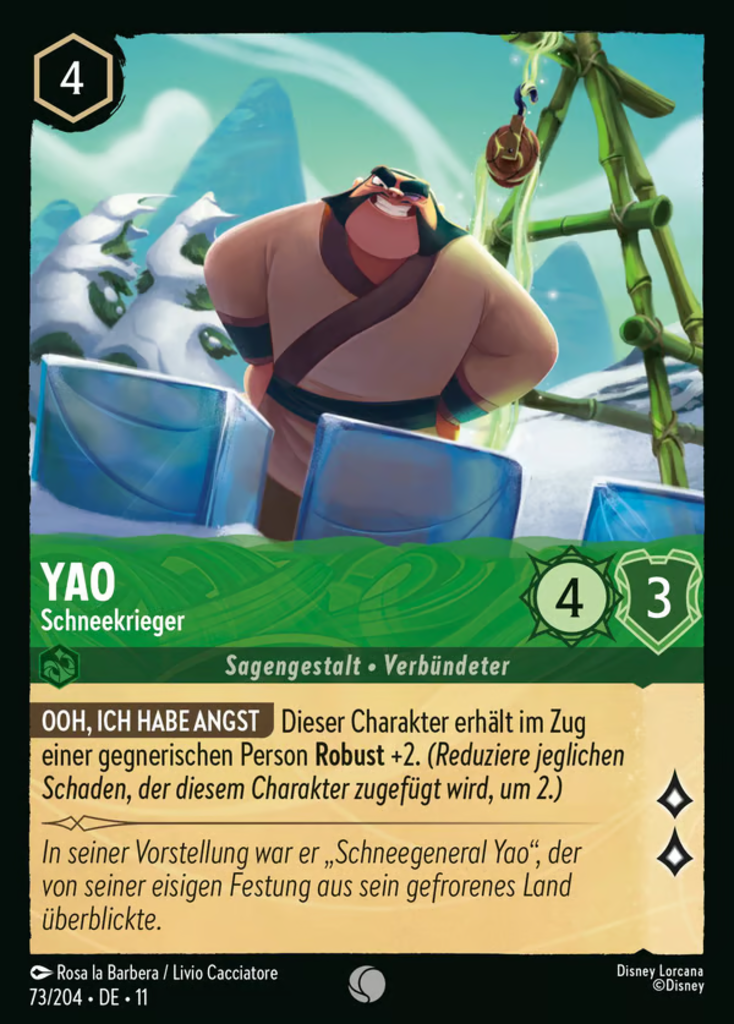 4
YAO
Schneekrieger
4
3
Sagengestalt • Verbündeter
OOH, ICH HABE ANGST Dieser Charakter erhält im Zug
einer gegnerischen Person Robust +2. (Reduziere jeglichen
Schaden, der diesem Charakter zugefügt wird, um 2.)
In seiner Vorstellung war er „Schneegeneral Yao“, der
von seiner eisigen Festung aus sein gefrorenes Land
überblickte.
Rosa la Barbera / Livio Cacciatore
73/204 • DE • 11
Disney Lorcana
©Disney